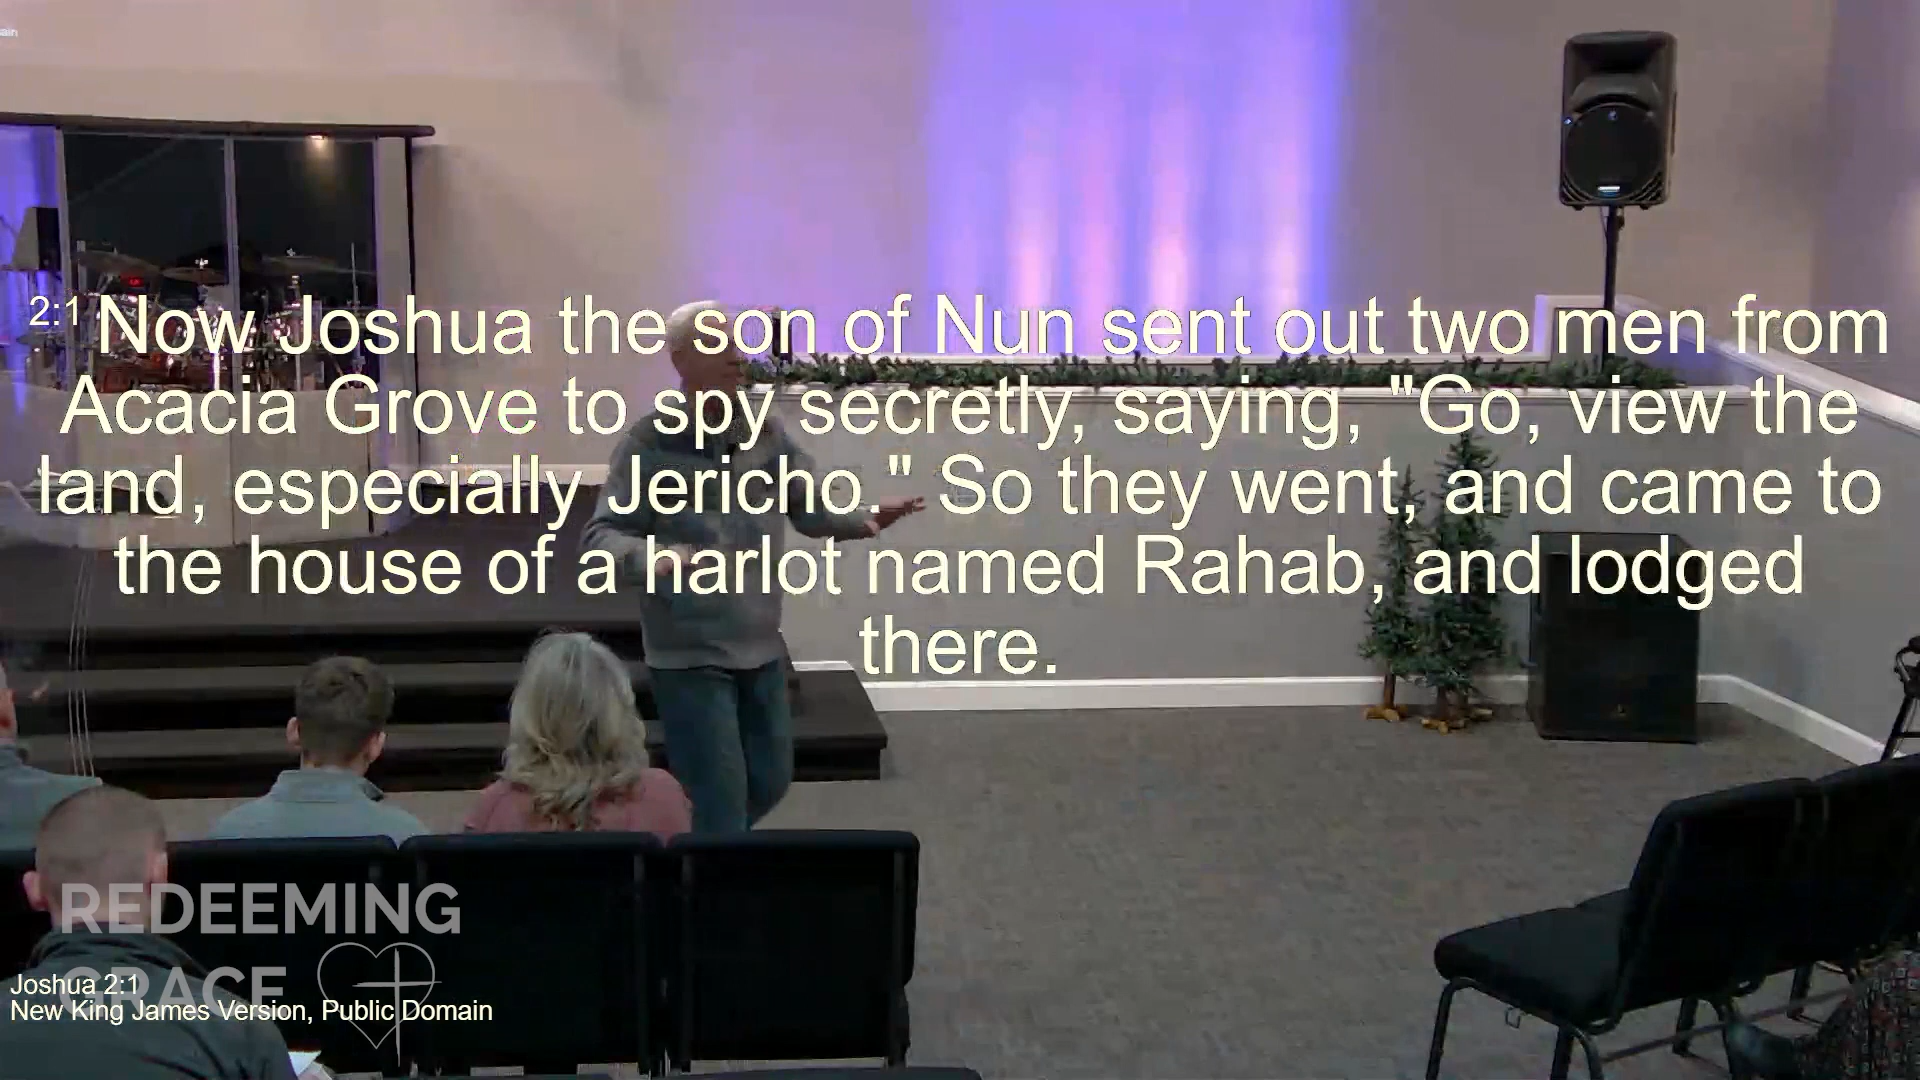 ain
2:1 Now Joshua the son of Nun sent out two men from
Acacia Grove to spy secretly, saying, "Go, view the
land, especially Jericho." So they went, and came to
the house of a harlot named Rahab, and lodged
there.
REDEEMING
GRACE
Joshua 2:1
New King James Version, Public Domain